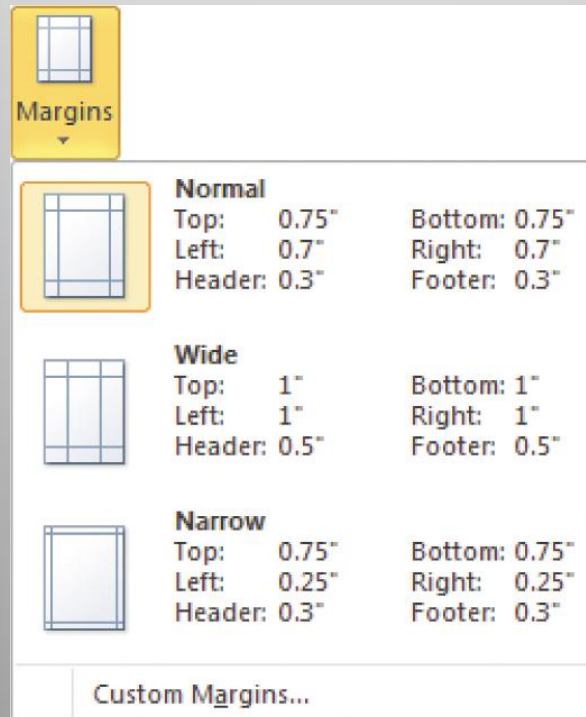 Margins
Normal
Top: 0.75" Bottom: 0.75"
Left: 0.7" Right: 0.7"
Header: 0.3" Footer: 0.3"
Wide
Top: 1" Bottom: 1"
Left: 1" Right: 1"
Header: 0.5" Footer: 0.5"
Narrow
Top: 0.75" Bottom: 0.75"
Left: 0.25" Right: 0.25"
Header: 0.3" Footer: 0.3"
Custom Margins...